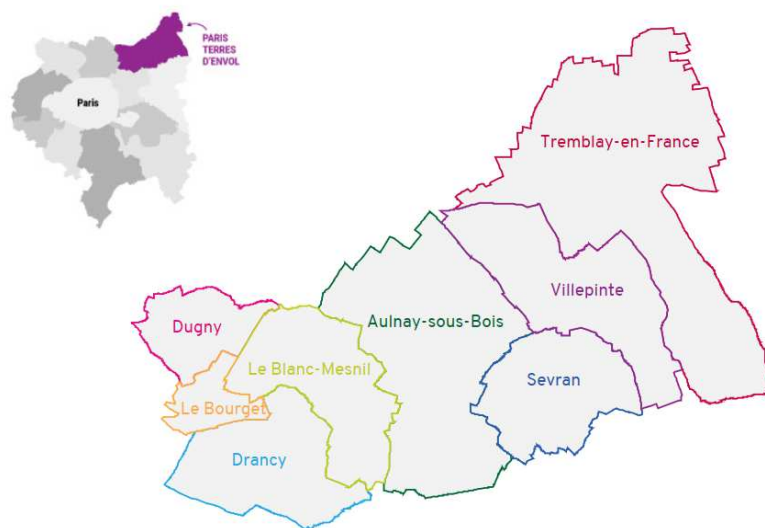 PARIS
TERRES
D'ENVOL
Paris
Tremblay-en-France
Villepinte
Aulnay-sous-Bois
Dugny
Le Blanc-Mesnil
Sevran
Le Bourget
Drancy